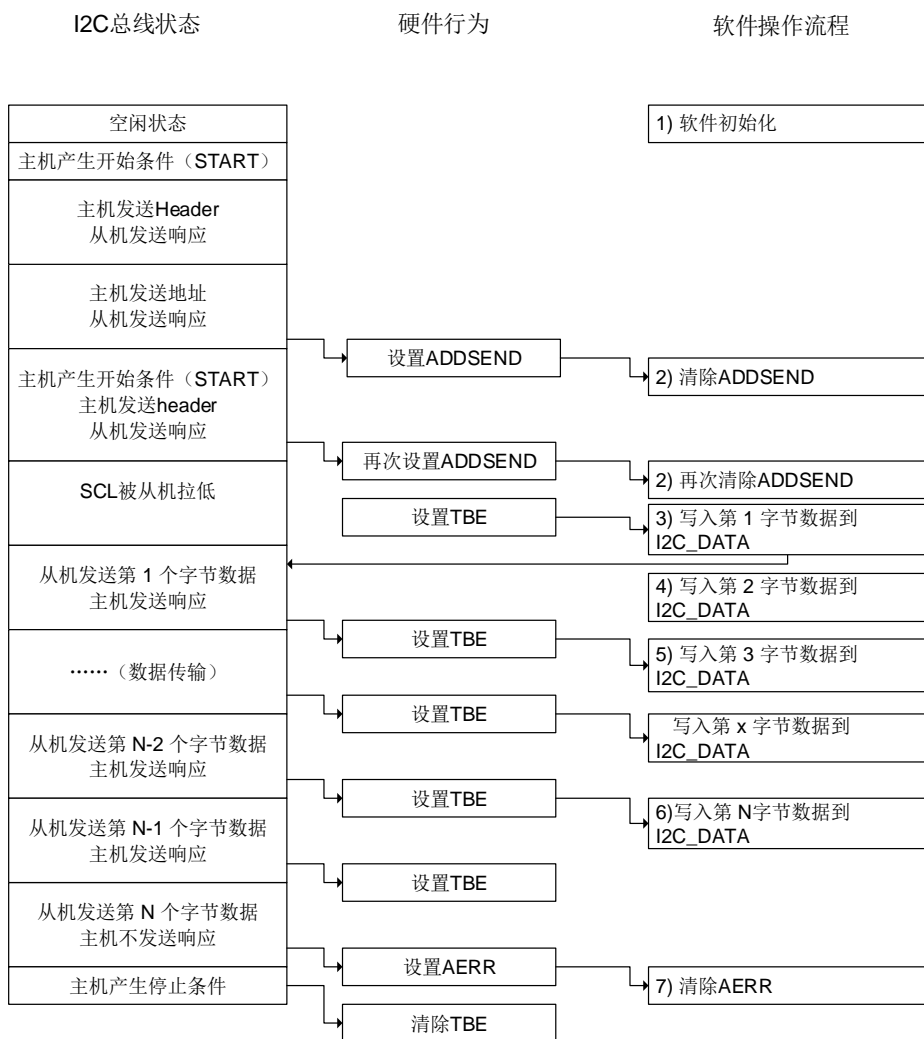 I2C总线状态
硬件行为
软件操作流程
空闲状态
1) 软件初始化
主机产生开始条件（START）
主机发送Header
从机发送响应
主机发送地址
从机发送响应
设置ADDSEND
2) 清除ADDSEND
主机产生开始条件（START）
主机发送header
从机发送响应
再次设置ADDSEND
2) 再次清除ADDSEND
SCL被从机拉低
设置TBE
3) 写入第 1 字节数据到
I2C_DATA
从机发送第 1 个字节数据
主机发送响应
4) 写入第 2 字节数据到
I2C_DATA
设置TBE
5) 写入第 3 字节数据到
I2C_DATA
……（数据传输）
设置TBE
写入第 x 字节数据到
I2C_DATA
从机发送第 N-2 个字节数据
主机发送响应
设置TBE
6)写入第 N字节数据到
I2C_DATA
从机发送第 N-1 个字节数据
主机发送响应
设置TBE
从机发送第 N 个字节数据
主机不发送响应
设置AERR
7) 清除AERR
主机产生停止条件
清除TBE